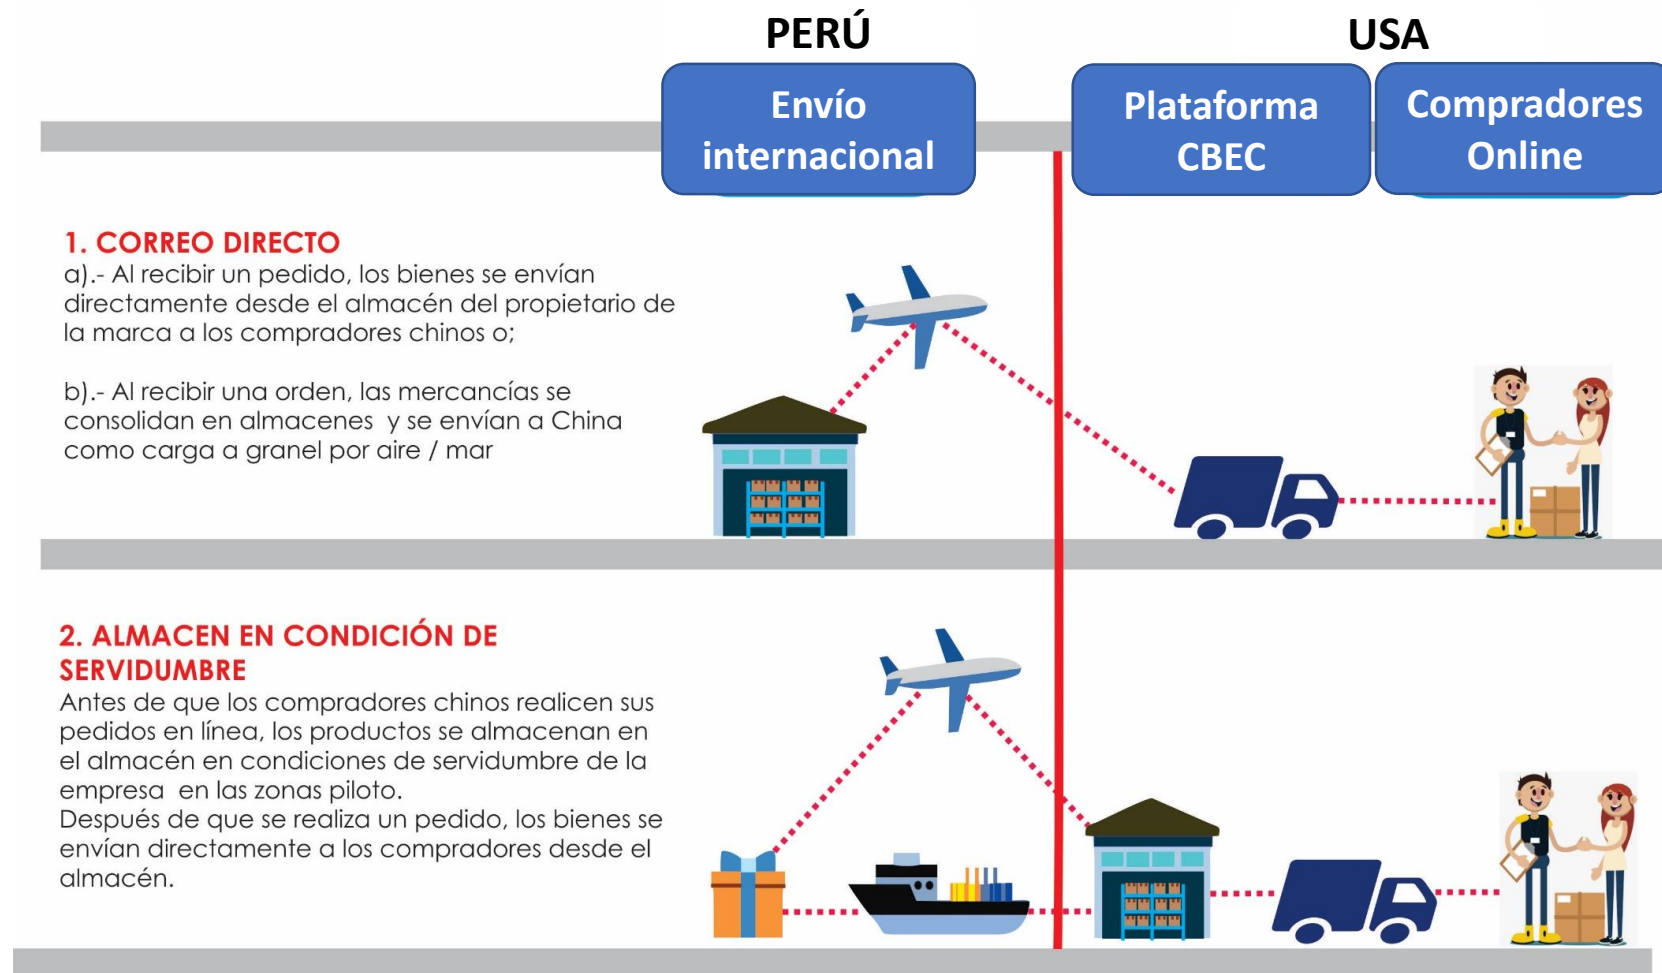 PERÚ
USA
Envío
internacional
Plataforma
CBEC
Compradores
Online
1. CORREO DIRECTO
a).- Al recibir un pedido, los bienes se envían
directamente desde el almacén del propietario de
la marca a los compradores chinos o;
b).- Al recibir una orden, las mercancías se
consolidan en almacenes y se envían a China
como carga a granel por aire / mar
2. ALMACEN EN CONDICIÓN DE
SERVIDUMBRE
Antes de que los compradores chinos realicen sus
pedidos en línea, los productos se almacenan en
el almacén en condiciones de servidumbre de la
empresa en las zonas piloto.
Después de que se realiza un pedido, los bienes se
envían directamente a los compradores desde el
almacén.